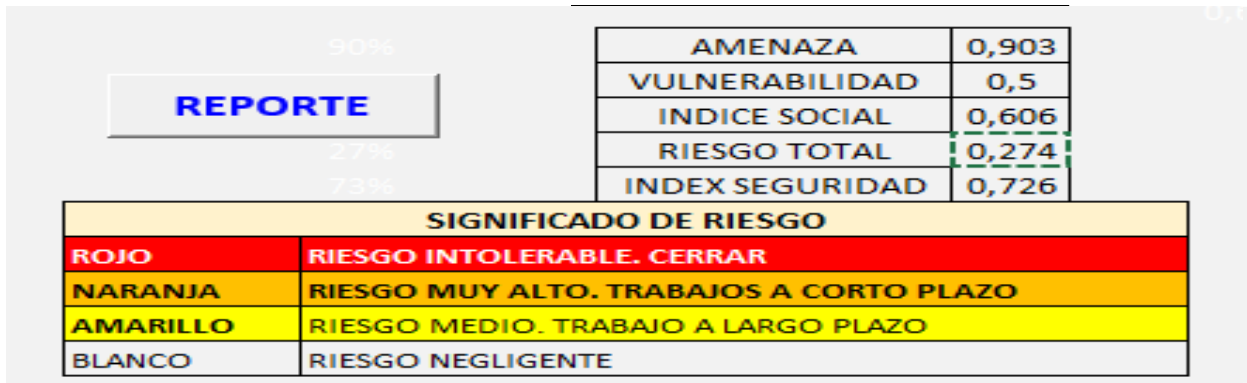 90%
AMENAZA 0,903
VULNERABILIDAD 0,5
REPORTE
INDICE SOCIAL 0,606
27% RIESGO TOTAL 0,274
73% INDEX SEGURIDAD 0,726
SIGNIFICADO DE RIESGO
ROJO RIESGO INTOLERABLE. CERRAR
NARANJA RIESGO MUY ALTO. TRABAJOS A CORTO PLAZO
AMARILLO RIESGO MEDIO. TRABAJO A LARGO PLAZO
BLANCO RIESGO NEGLIGENTE